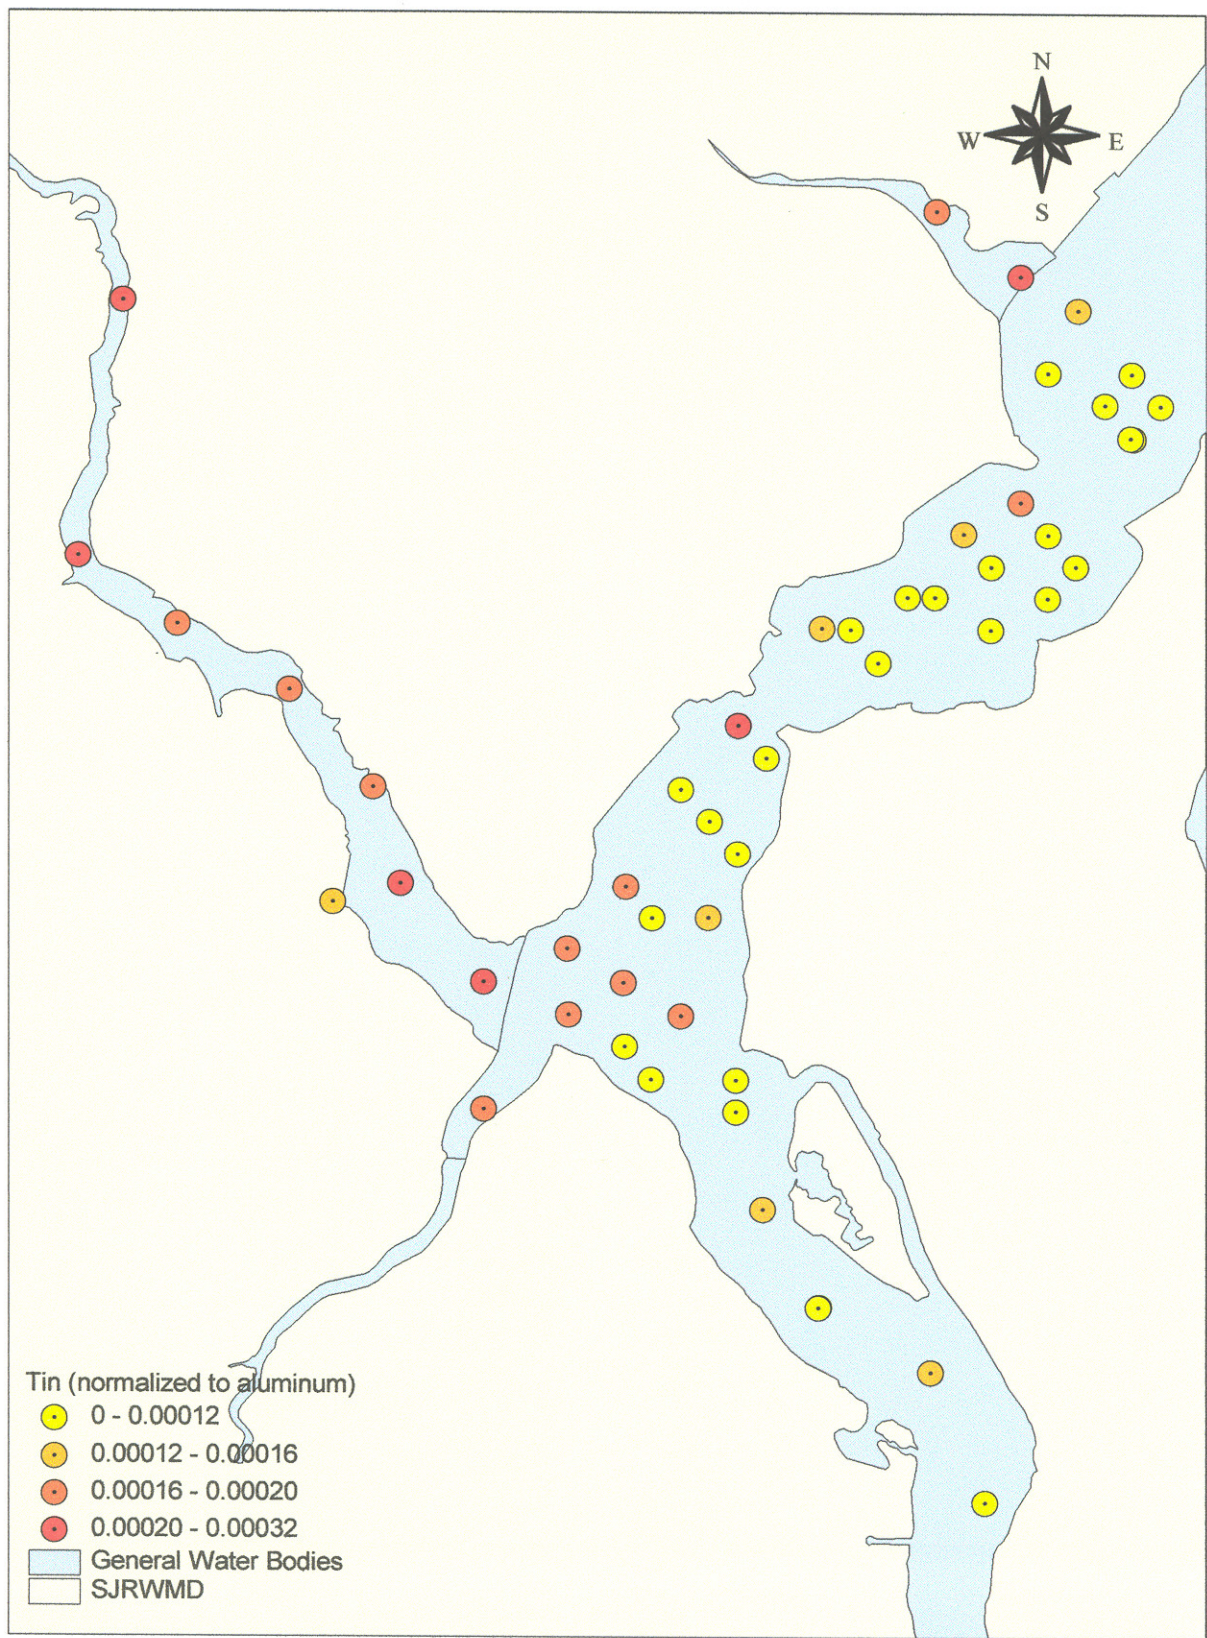 N
W E
S
Tin (normalized to aluminum)
0 - 0.00012
0.00012 - 0.00016
0.00016 - 0.00020
0.00020 - 0.00032
General Water Bodies
SJRWMD